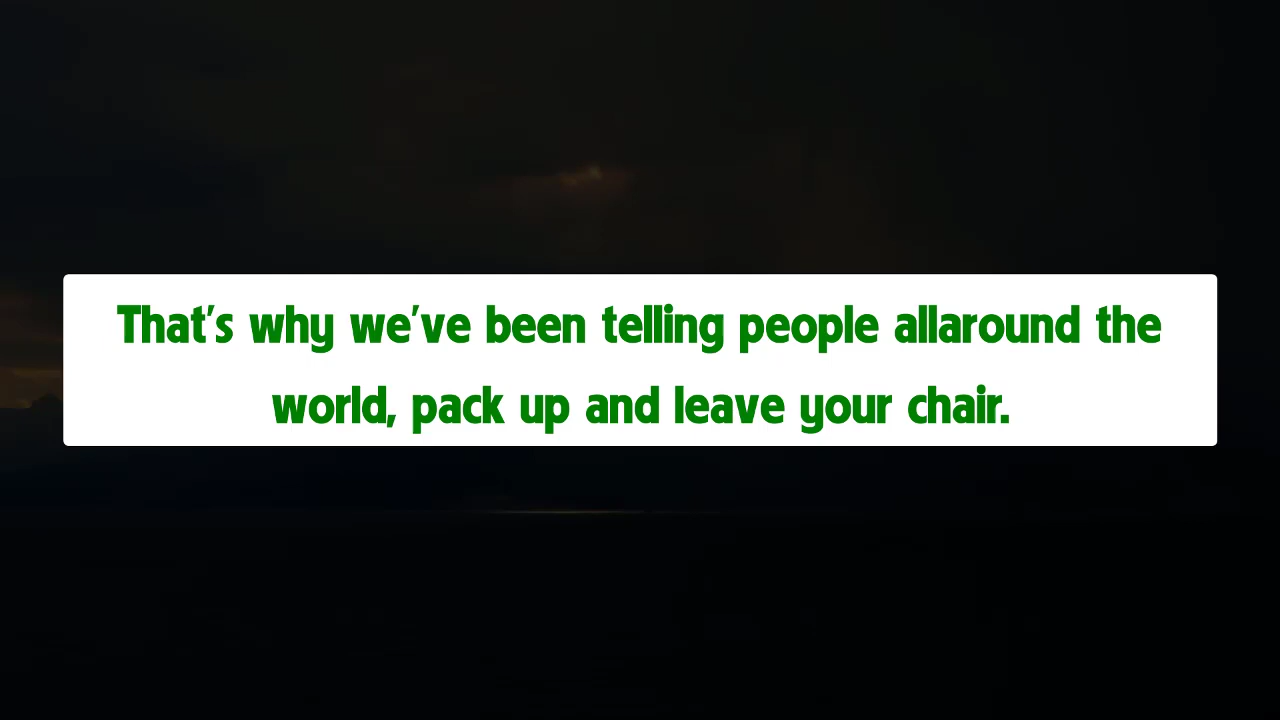 That's why we've been telling people allaround the
world, pack up and leave your chair.